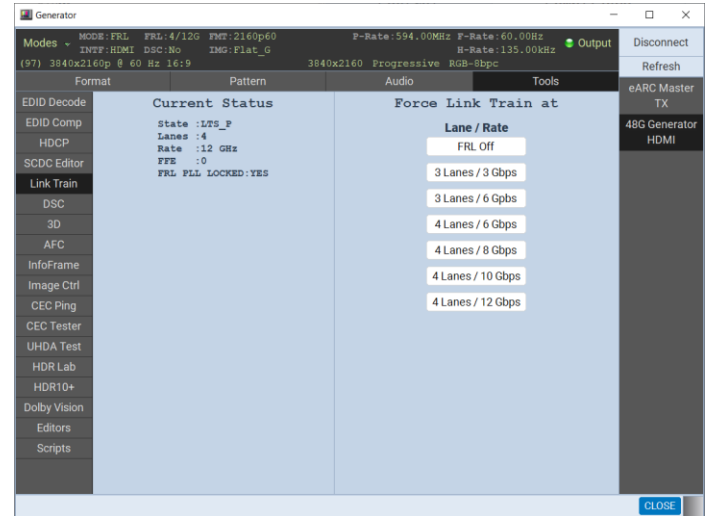 Generator
Modes
MODE:FRL FRL:4/12G FMT:2160p60 P-Rate:594.00MHz F-Rate:60.00Hz
INTF:HDMI DSC:No IMG:Flat_G H-Rate:135.00kHz
Output
(97) 3840x2160p @ 60 Hz 16:9 3840x2160 Progressive RGB-8bpc
Disconnect
Refresh
Format Pattern Audio Tools
eARC Master
TX
48G Generator
HDMI
EDID Decode
EDID Comp
HDCP
SCDC Editor
Link Train
DSC
3D
AFC
InfoFrame
Image Ctrl
CEC Ping
CEC Tester
UHDA Test
HDR Lab
HDR10+
Dolby Vision
Editors
Scripts
Current Status
State :LTS_P
Lanes :4
Rate :12 GHz
FFE :0
FRL PLL LOCKED:YES
Force Link Train at
Lane / Rate
FRL Off
3 Lanes / 3 Gbps
3 Lanes / 6 Gpbs
4 Lanes / 6 Gbps
4 Lanes / 8 Gbps
4 Lanes / 10 Gbps
4 Lanes / 12 Gbps
CLOSE